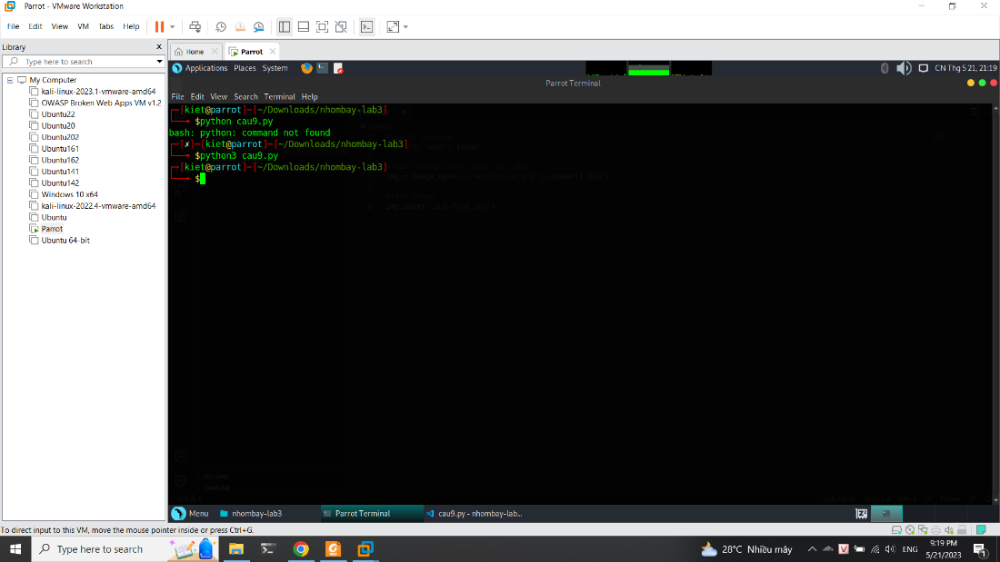 Parrot - VMware Workstation
File Edit View VM Tabs Help
Library
Type here to search
My Computer
kali-linux-2023.1-vmware-amd64
OWASP Broken Web Apps VM v1.2
Ubuntu22
Ubuntu20
Ubuntu202
Ubuntu161
Ubuntu162
Ubuntu141
Ubuntu142
Windows 10 x64
kali-linux-2022.4-vmware-amd64
Ubuntu
Parrot
Ubuntu 64-bit
Home Parrot
Applications Places System CN Thg 5 21, 21:19
Parrot Terminal
File Edit View Search Terminal Help
[kiet@parrot]─[~/Downloads/nhombay-lab3]
$python cau9.py
bash: python: command not found
[✗]─[kiet@parrot]─[~/Downloads/nhombay-lab3]
$python3 cau9.py
[kiet@parrot]─[~/Downloads/nhombay-lab3]
$
OUTLINE
TIMELINE
Menu nhombay-lab3 Parrot Terminal cau9.py - nhombay-lab...
To direct input to this VM, move the mouse pointer inside or press Ctrl+G.
Type here to search
28°C Nhiều mây
ENG
9:19 PM
5/21/2023
1